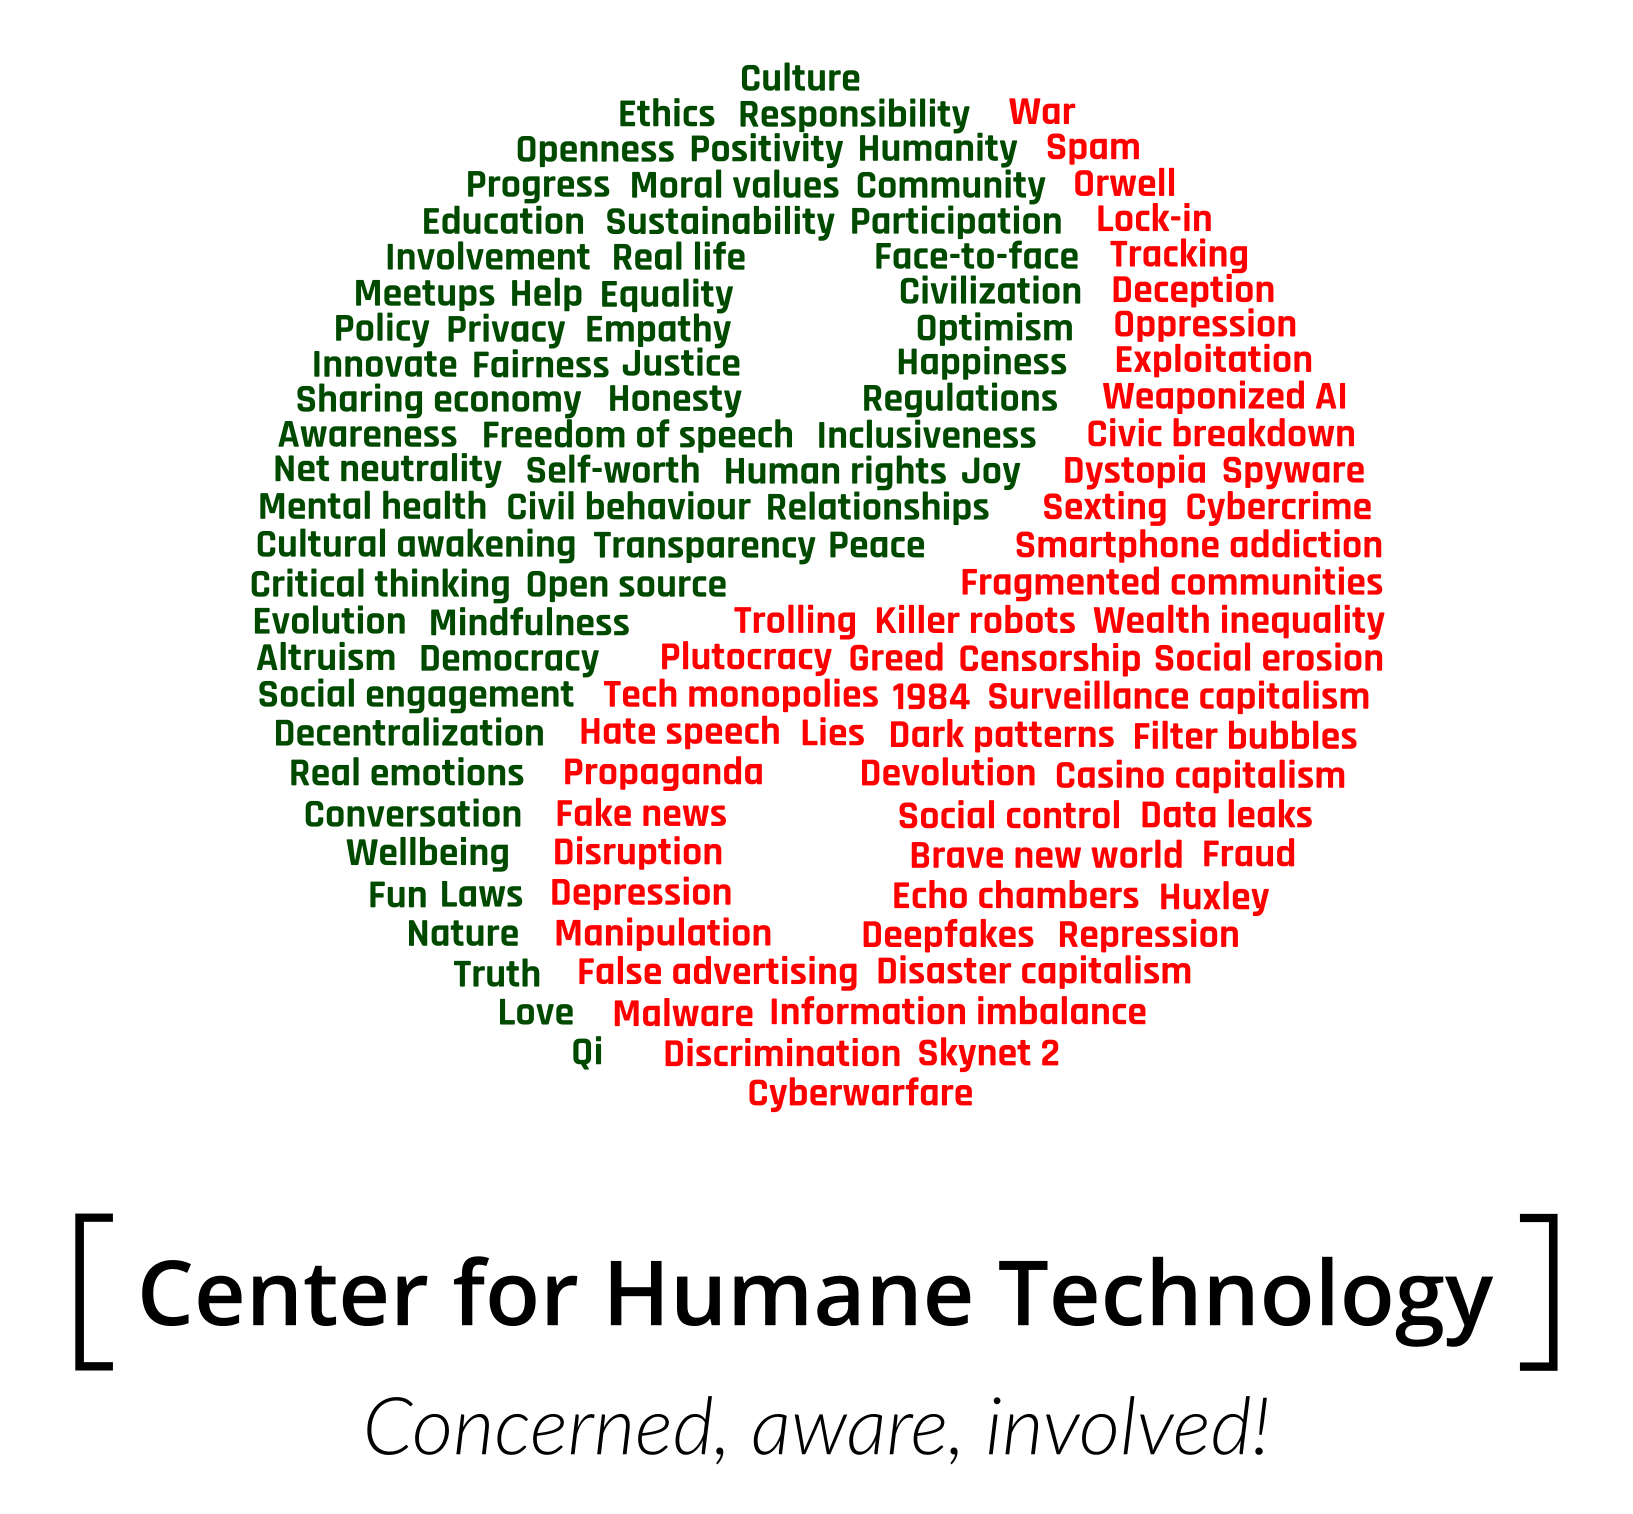 Culture
Ethics Responsibility War
Openness Positivity Humanity Spam
Progress Moral values Community Orwell
Education Sustainability Participation Lock-in
Involvement Real life Face-to-face Tracking
Meetups Help Equality Civilization Deception
Policy Privacy Empathy Optimism Oppression
Innovate Fairness Justice Happiness Exploitation
Sharing economy Honesty Regulations Weaponized AI
Awareness Freedom of speech Inclusiveness Civic breakdown
Net neutrality Self-worth Human rights Joy Dystopia Spyware
Mental health Civil behaviour Relationships Sexting Cybercrime
Cultural awakening Transparency Peace Smartphone addiction
Critical thinking Open source Fragmented communities
Evolution Mindfulness Trolling Killer robots Wealth inequality
Altruism Democracy Plutocracy Greed Censorship Social erosion
Social engagement Tech monopolies 1984 Surveillance capitalism
Decentralization Hate speech Lies Dark patterns Filter bubbles
Real emotions Propaganda Devolution Casino capitalism
Conversation Fake news Social control Data leaks
Wellbeing Disruption Brave new world Fraud
Fun Laws Depression Echo chambers Huxley
Nature Manipulation Deepfakes Repression
Truth False advertising Disaster capitalism
Love Malware Information imbalance
Qi Discrimination Skynet 2
Cyberwarfare
[Center for Humane Technology]
Concerned, aware, involved!